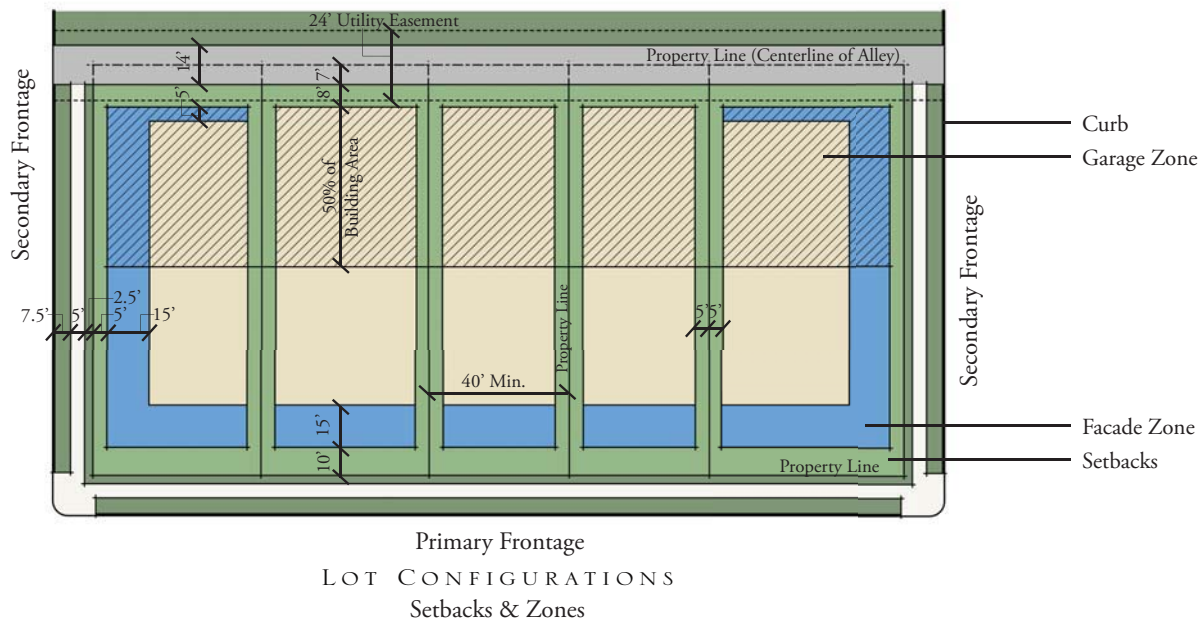 24’ Utility Easement
Property Line (Centerline of Alley)
14’
7’
8’
5’
Secondary Frontage
50% of
Building Area
Curb
Garage Zone
Secondary Frontage
2.5’
7.5’ 5’ 5’ 15’
Property Line
5’ 5’
40’ Min.
15’
10’
Facade Zone
Setbacks
Property Line
Primary Frontage
LOT CONFIGURATIONS
Setbacks & Zones